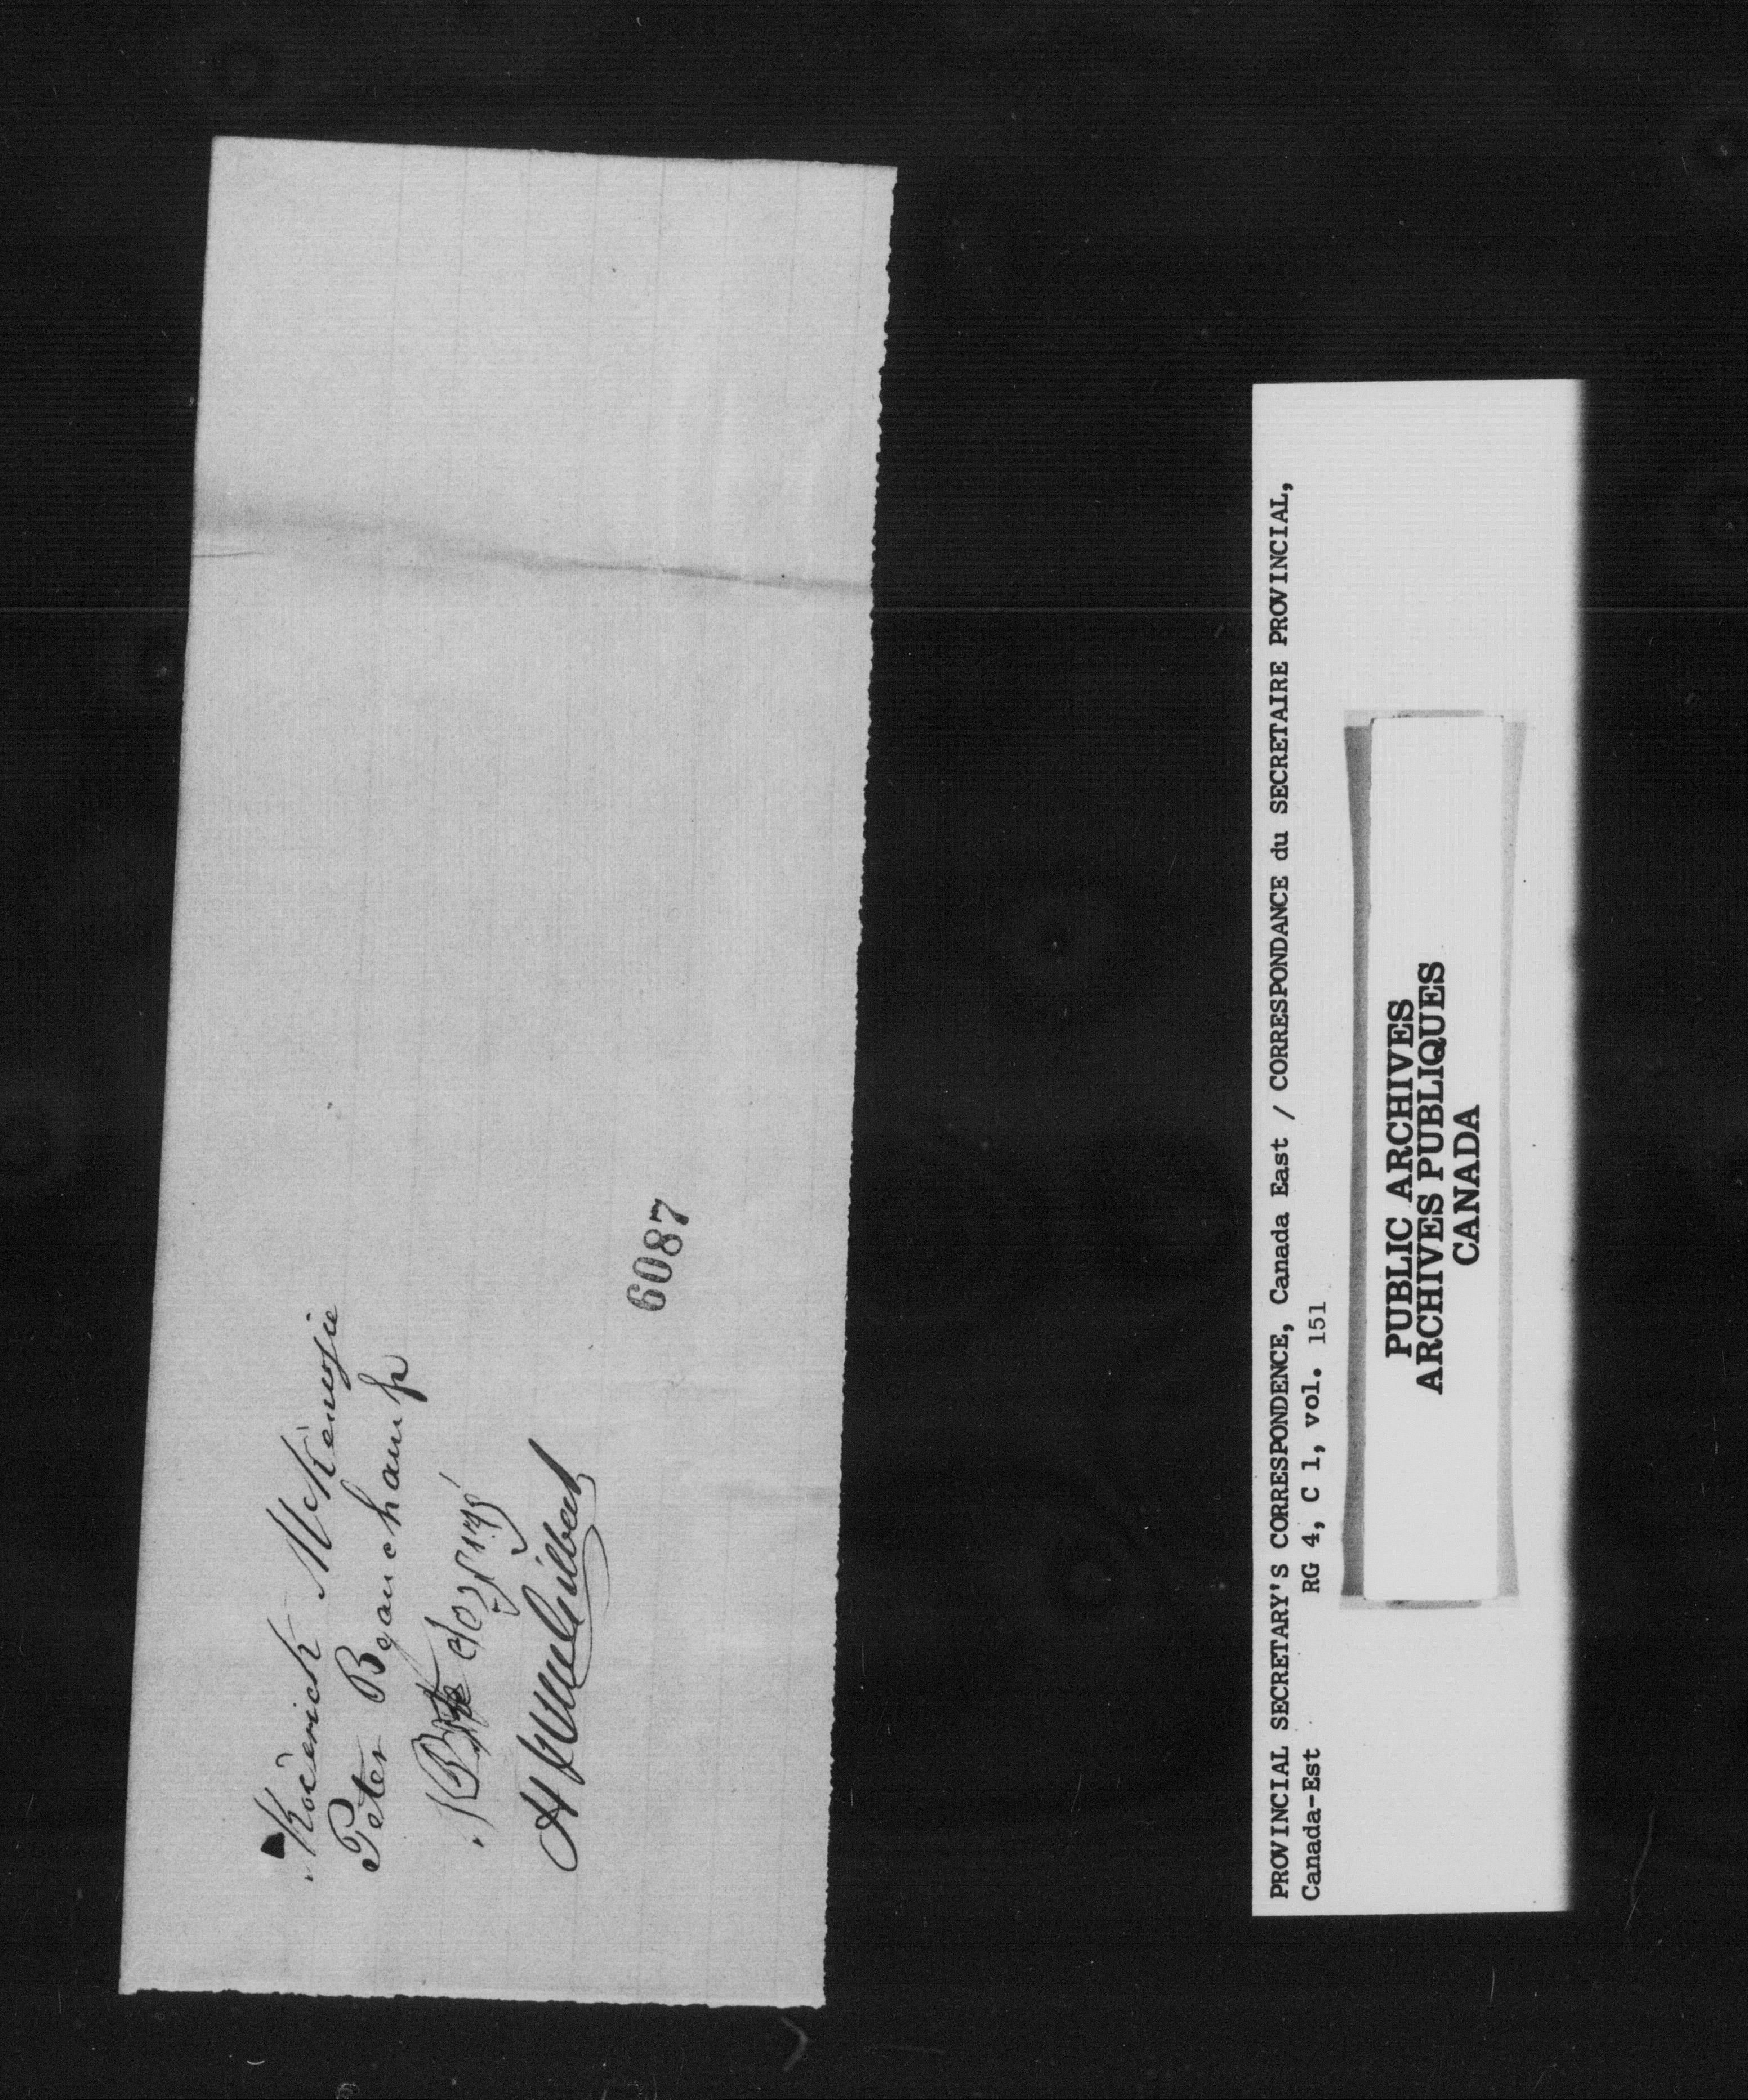 Roderick McKenzie
Peter Beauchamp
Bte
6087
PROVINCIAL SECRETARY'S CORRESPONDENCE, Canada East / CORRESPONDANCE du SECRETAIRE PROVINCIAL,
Canada-Est RG 4, C 1, vol. 151
PUBLIC ARCHIVES
ARCHIVES PUBLIQUES
CANADA